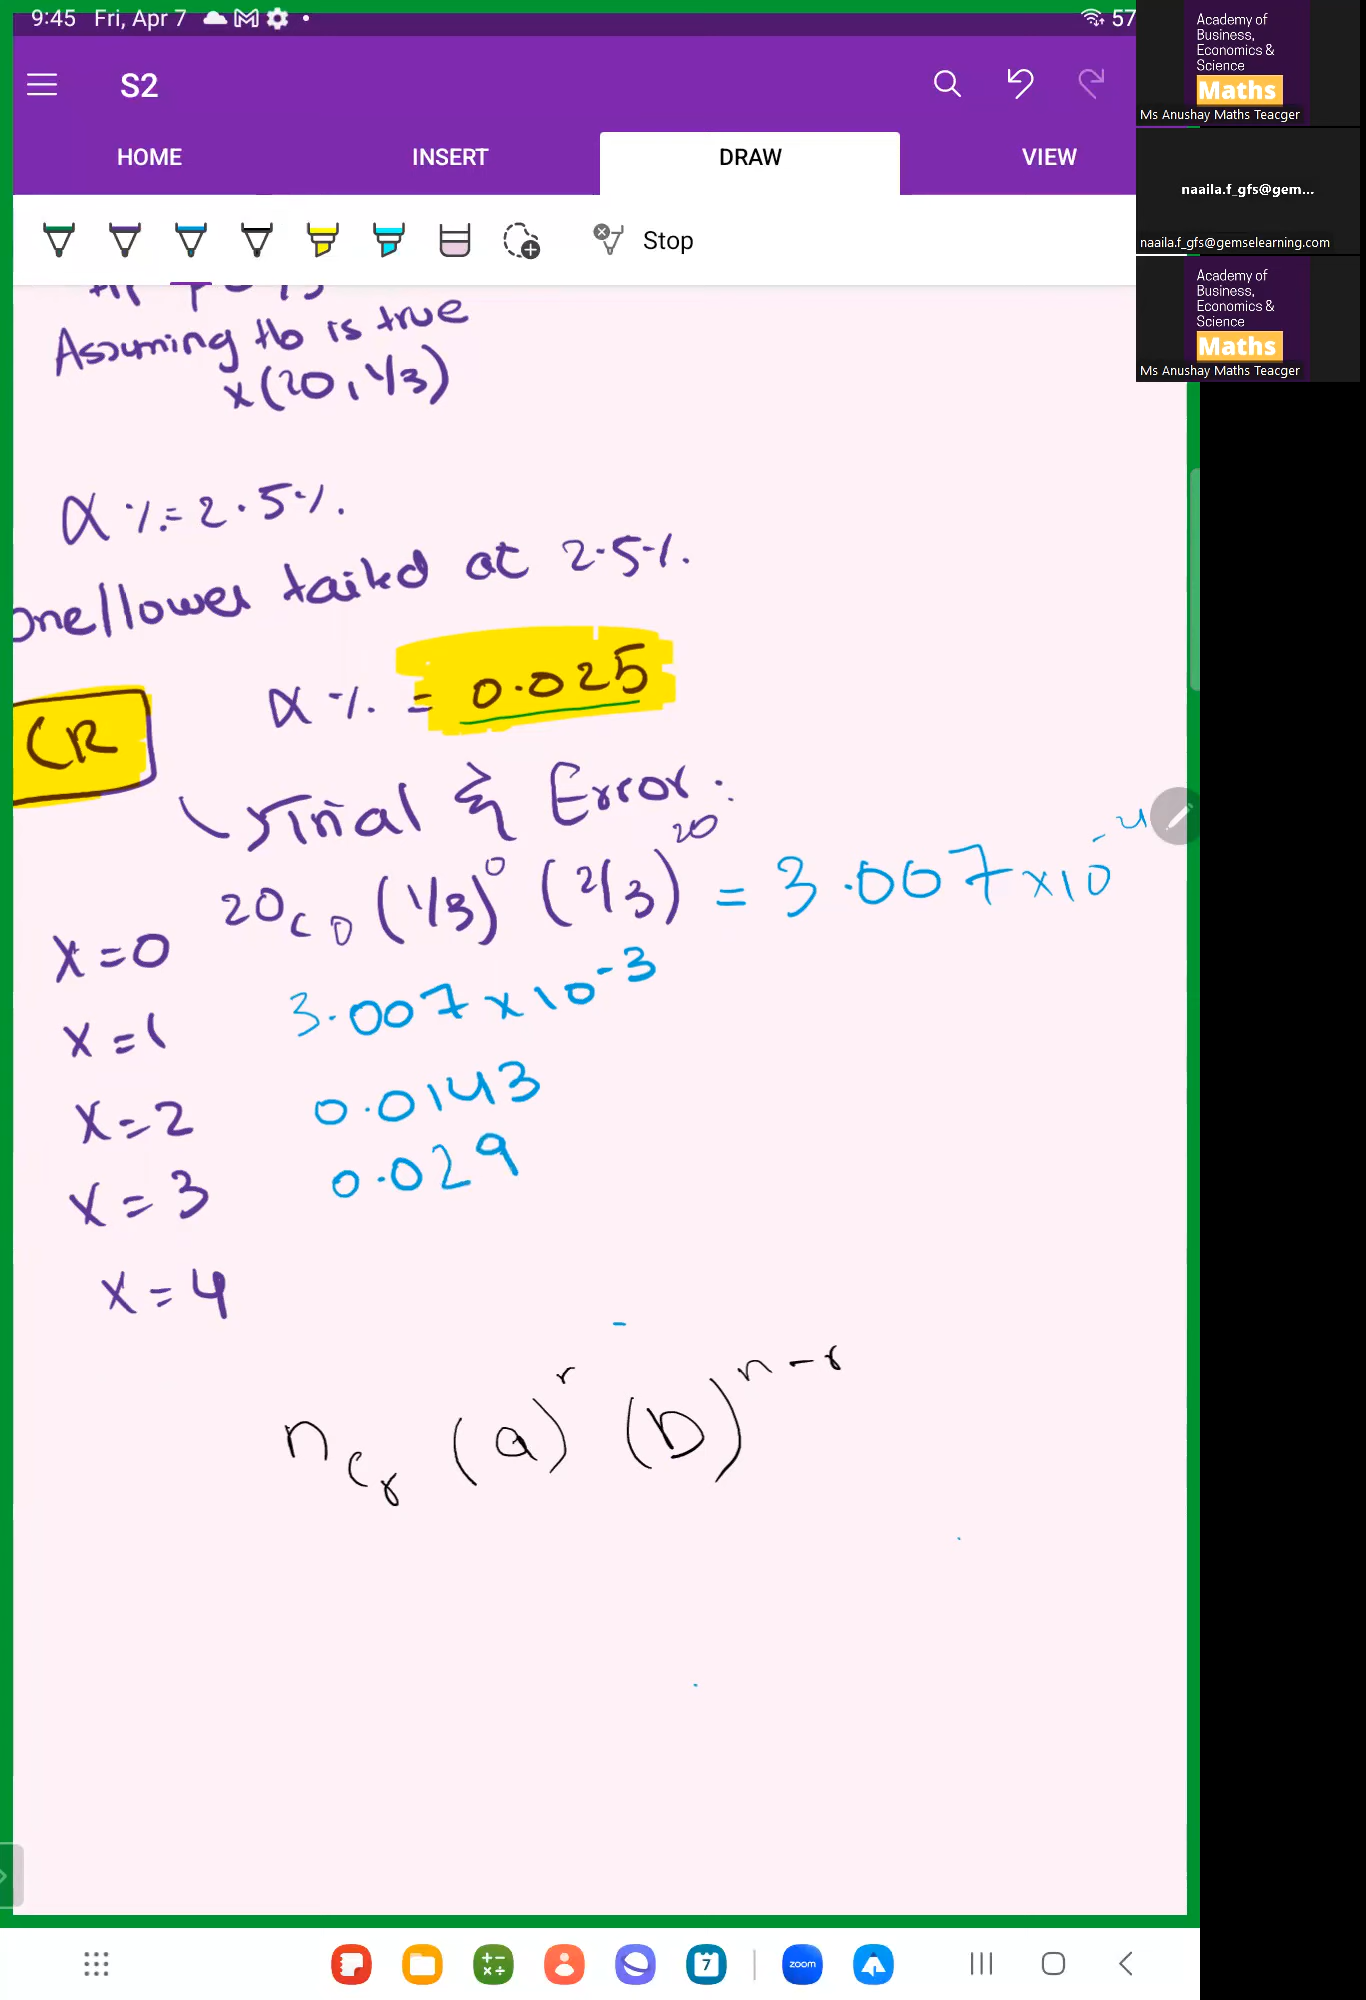 9:45 Fri, Apr 7
57
S2
HOME
INSERT
DRAW
VIEW
Stop
Academy of
Business,
Economics &
Science
Maths
Ms Anushay Maths Teacger
naaila.f_gfs@gem...
naaila.f_gfs@gemselearning.com
Academy of
Business,
Economics &
Science
Maths
Ms Anushay Maths Teacger
Assuming H0 is true
x(20, 1/3)
α % = 2.5%.
one/lower tailed at 2.5%.
α % = 0.025
CR
Trial & Error:
20C0 (1/3)^0 (2/3)^20 = 3.007 x 10^-4
x=0
x=1 3.007 x 10^-3
x=2 0.0143
x=3 0.029
x=4
nCr (a)^r (b)^n-r
7
zoom